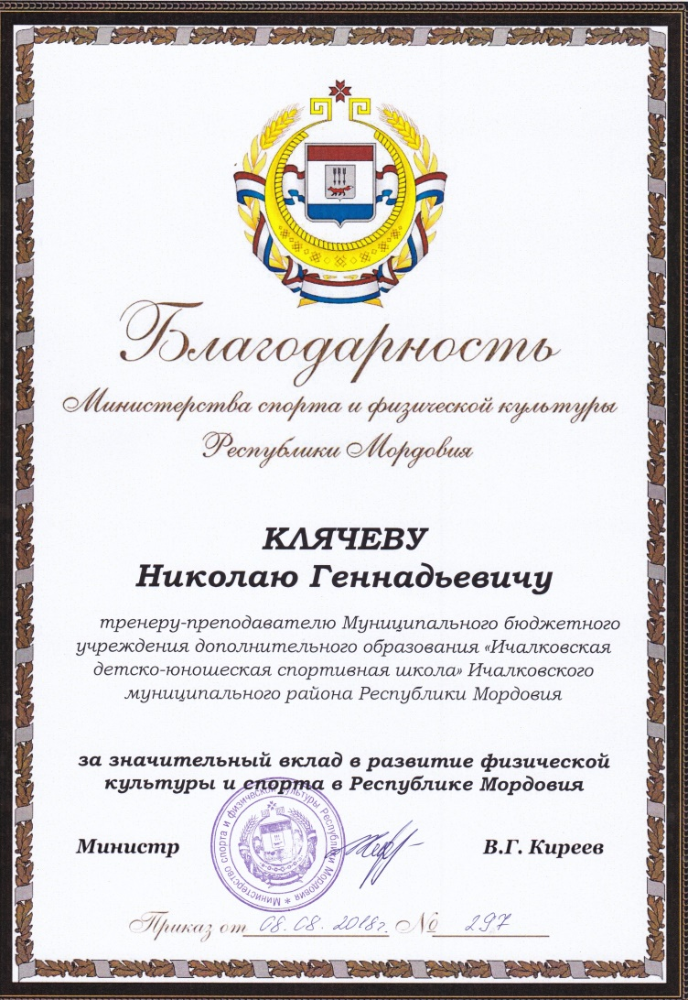 Благодарность
Министерства спорта и физической культуры
Республики Мордовия
КЛЯЧЕВУ
Николаю Геннадьевичу
тренеру-преподавателю Муниципального бюджетного
учреждения дополнительного образования «Ичалковская
детско-юношеская спортивная школа» Ичалковского
муниципального района Республики Мордовия
за значительный вклад в развитие физической
культуры и спорта в Республике Мордовия
Министр В.Г. Киреев
Министерство спорта и физической культуры Республики Мордовия *
Приказ от 08.08.2018г. № 297